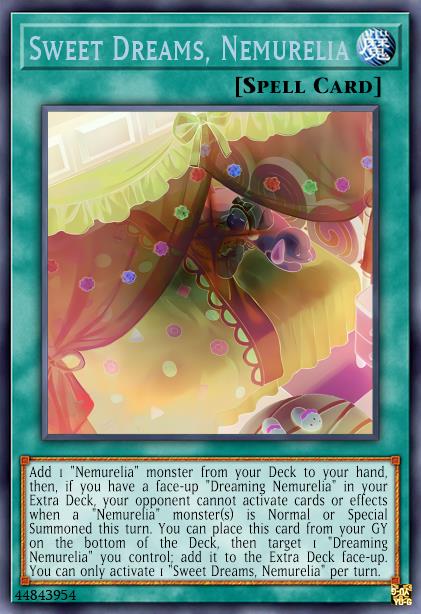 Sweet Dreams, Nemurelia
魔
[Spell Card]
Add 1 "Nemurelia" monster from your Deck to your hand,
then, if you have a face-up "Dreaming Nemurelia" in your
Extra Deck, your opponent cannot activate cards or effects
when a "Nemurelia" monster(s) is Normal or Special
Summoned this turn. You can place this card from your GY
on the bottom of the Deck, then target 1 "Dreaming
Nemurelia" you control; add it to the Extra Deck face-up.
You can only activate 1 "Sweet Dreams, Nemurelia" per turn.
44843954